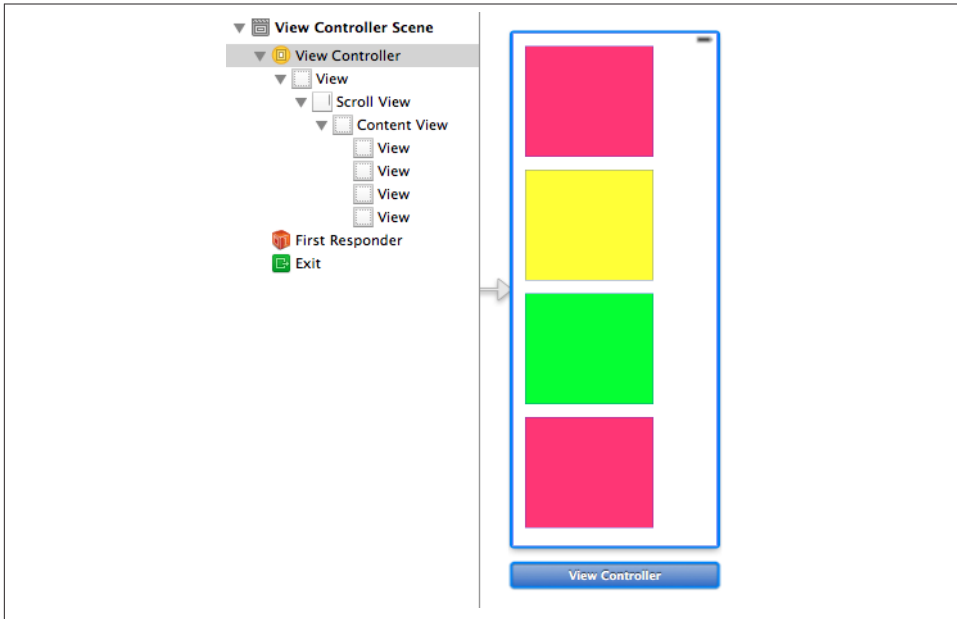 View Controller Scene
View Controller
View
Scroll View
Content View
View
View
View
View
First Responder
Exit
View Controller